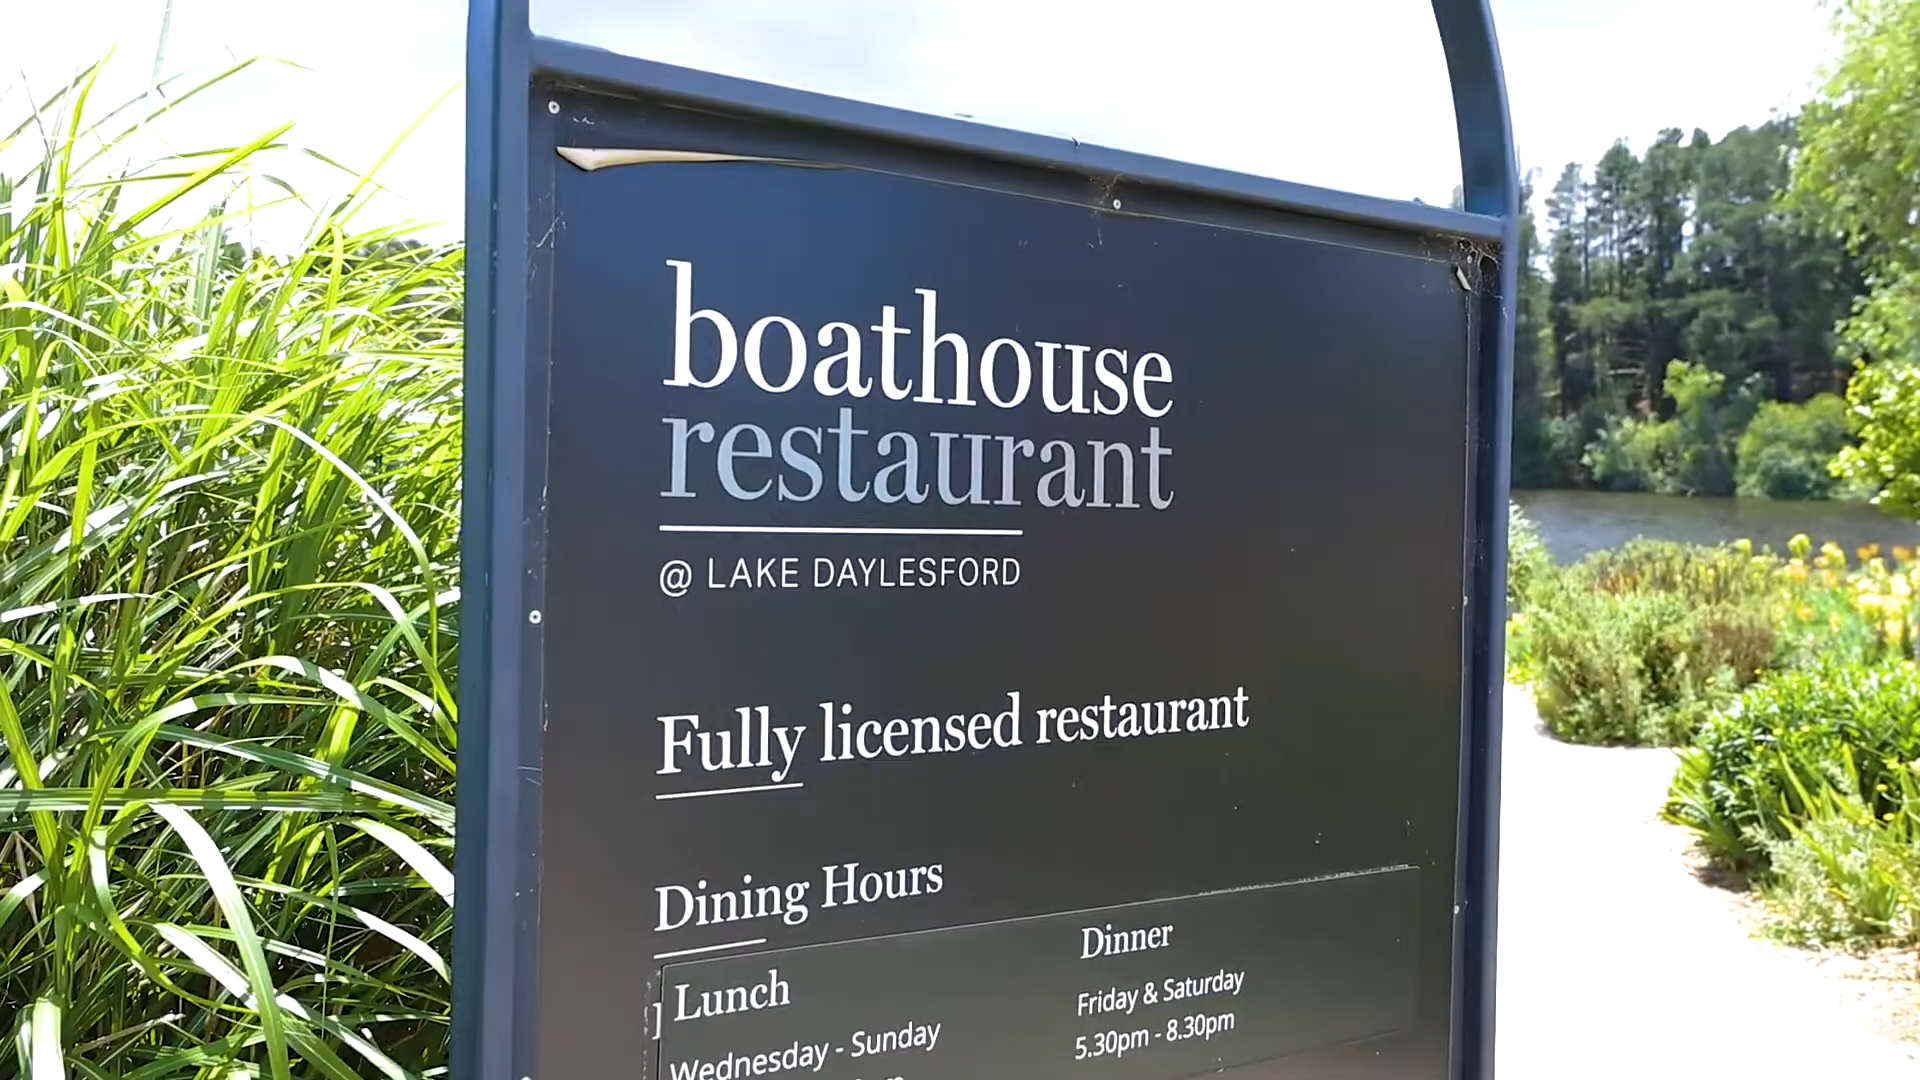 boathouse
restaurant
@ LAKE DAYLESFORD
Fully licensed restaurant
Dining Hours
Lunch
Wednesday - Sunday
Dinner
Friday & Saturday
5.30pm - 8.30pm